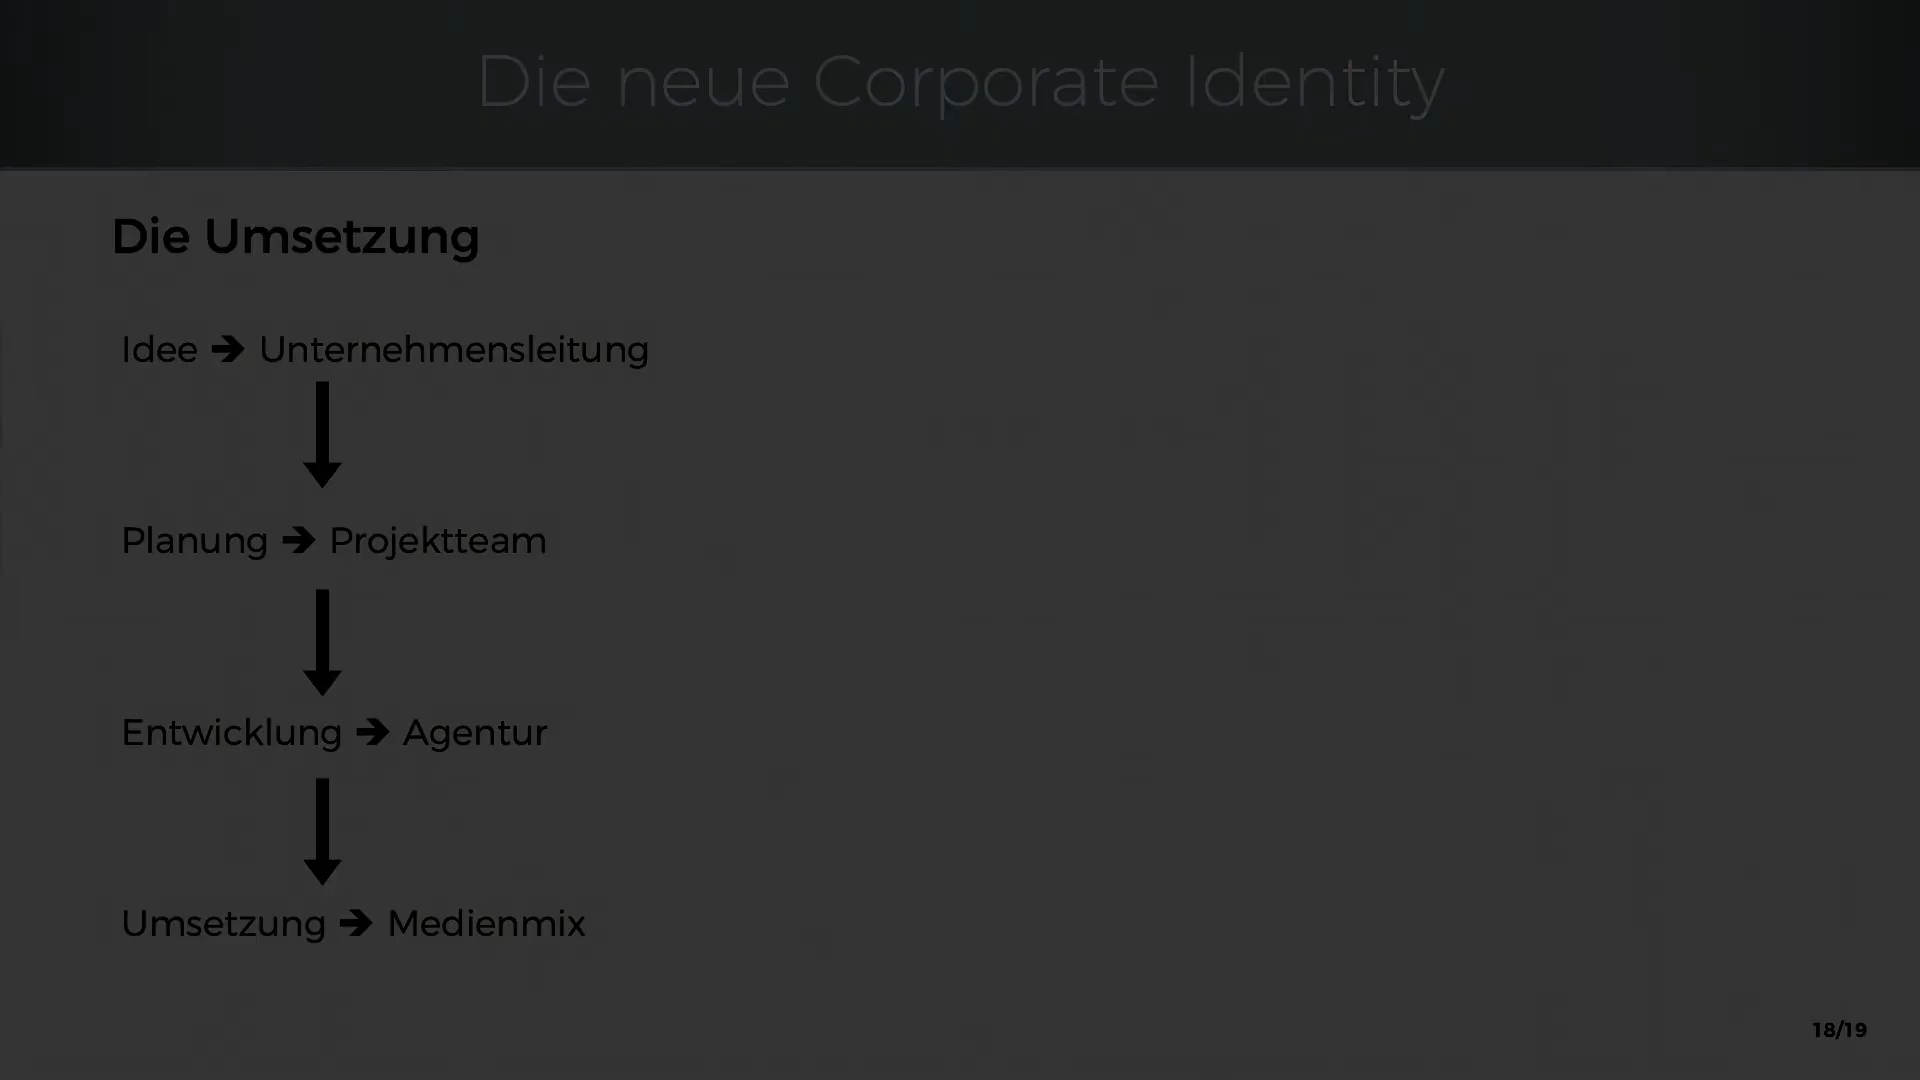 Die neue Corporate Identity
Die Umsetzung
Idee ➔ Unternehmensleitung
Planung ➔ Projektteam
Entwicklung ➔ Agentur
Umsetzung ➔ Medienmix
18/19